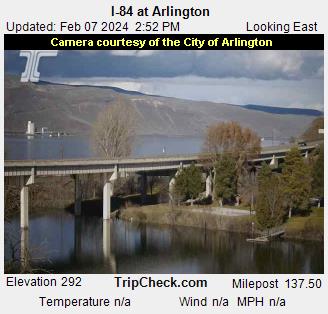 I-84 at Arlington
Updated: Feb 07 2024 2:52 PM Looking East
Camera courtesy of the City of Arlington
Elevation 292 TripCheck.com Milepost 137.50
Temperature n/a Wind n/a MPH n/a